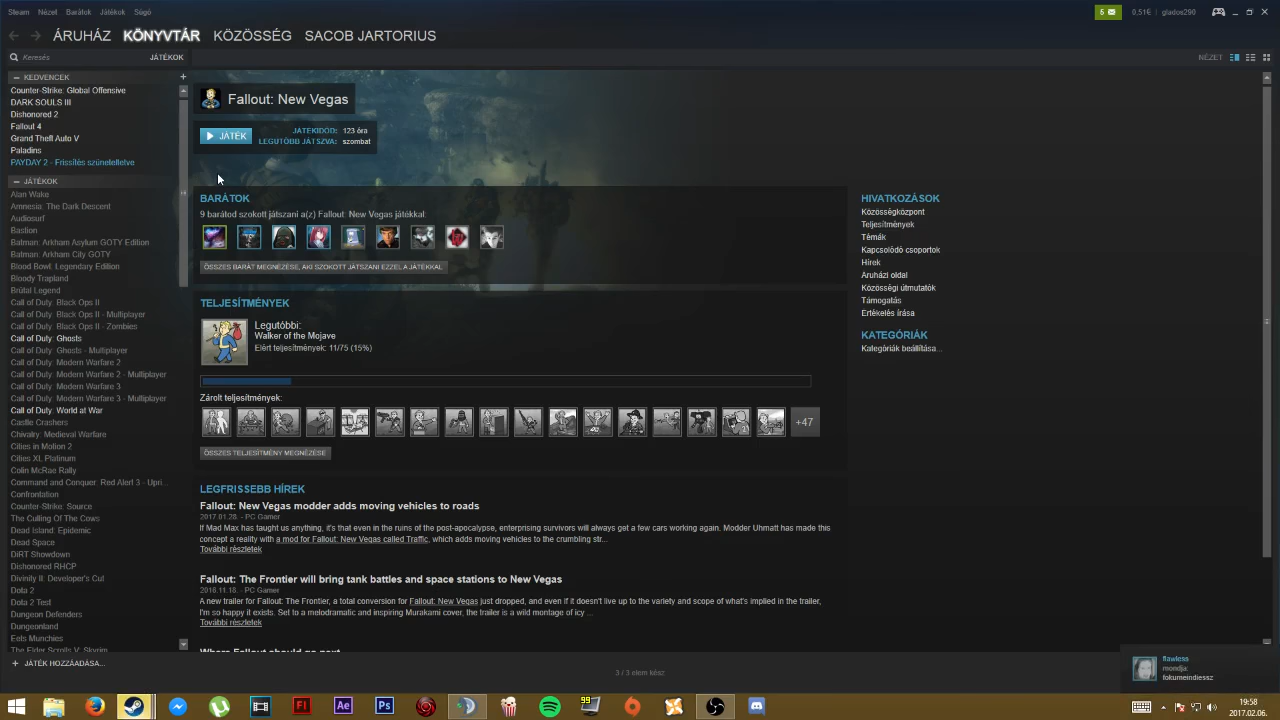 Steam Nézet Barátok Játékok Súgó
5 0,51€ glados290
ÁRUHÁZ KÖNYVTÁR KÖZÖSSÉG SACOB JARTORIUS
Keresés JÁTÉKOK
NÉZET
KEDVENCEK
Counter-Strike: Global Offensive
DARK SOULS III
Dishonored 2
Fallout 4
Grand Theft Auto V
Paladins
PAYDAY 2 - Frissítés szüneteltetve
JÁTÉKOK
Alan Wake
Amnesia: The Dark Descent
Audiosurf
Bastion
Batman: Arkham Asylum GOTY Edition
Batman: Arkham City GOTY
Blood Bowl: Legendary Edition
Bloody Trapland
Brütal Legend
Call of Duty: Black Ops II
Call of Duty: Black Ops II - Multiplayer
Call of Duty: Black Ops II - Zombies
Call of Duty: Ghosts
Call of Duty: Ghosts - Multiplayer
Call of Duty: Modern Warfare 2
Call of Duty: Modern Warfare 2 - Multiplayer
Call of Duty: Modern Warfare 3
Call of Duty: Modern Warfare 3 - Multiplayer
Call of Duty: World at War
Castle Crashers
Chivalry: Medieval Warfare
Cities in Motion 2
Cities XL Platinum
Colin McRae Rally
Command and Conquer: Red Alert 3 - Upri...
Confrontation
Counter-Strike: Source
The Culling Of The Cows
Dead Island: Epidemic
Dead Space
DiRT Showdown
Dishonored RHCP
Divinity II: Developer's Cut
Dota 2
Dota 2 Test
Dungeon Defenders
Dungeonland
Eets Munchies
The Elder Scrolls V: Skyrim
JÁTÉK HOZZÁADÁSA...
Fallout: New Vegas
JÁTÉK
JÁTÉKIDŐD: 123 óra
LEGUTÓBB JÁTSZVA: szombat
BARÁTOK
9 barátod szokott játszani a(z) Fallout: New Vegas játékkal
ÖSSZES BARÁT MEGNÉZÉSE, AKI SZOKOTT JÁTSZANI EZZEL A JÁTÉKKAL
TELJESÍTMÉNYEK
Legutóbbi:
Walker of the Mojave
Elért teljesítmények: 11/75 (15%)
Zárolt teljesítmények:
+47
ÖSSZES TELJESÍTMÉNY MEGNÉZÉSE
LEGFRISSEBB HÍREK
Fallout: New Vegas modder adds moving vehicles to roads
2017.01.28. - PC Gamer
If Mad Max has taught us anything, it's that even in the ruins of the post-apocalypse, enterprising survivors will always get a few cars working again. Modder Uhmatt has made this
concept a reality with a mod for Fallout: New Vegas called Traffic, which adds moving vehicles to the crumbling str...
További részletek
Fallout: The Frontier will bring tank battles and space stations to New Vegas
2016.11.18. - PC Gamer
A new trailer for Fallout: The Frontier, a total conversion for Fallout: New Vegas just dropped, and even if it doesn't live up to the variety and scope of what's implied in the trailer,
I'm so happy it exists. Set to a melodramatic and inspiring Murakami cover, the trailer is a wild montage of icy ...
További részletek
Where Fallout should go next
HIVATKOZÁSOK
Közösségközpont
Teljesítmények
Témák
Kapcsolódó csoportok
Hírek
Áruházi oldal
Közösségi útmutatók
Támogatás
Értékelés írása
KATEGÓRIÁK
Kategóriák beállítása...
3 / 3 elem kész
flawless
mondja:
fokumeindiessz
Fl Ae Ps 99
19:58
2017.02.06.